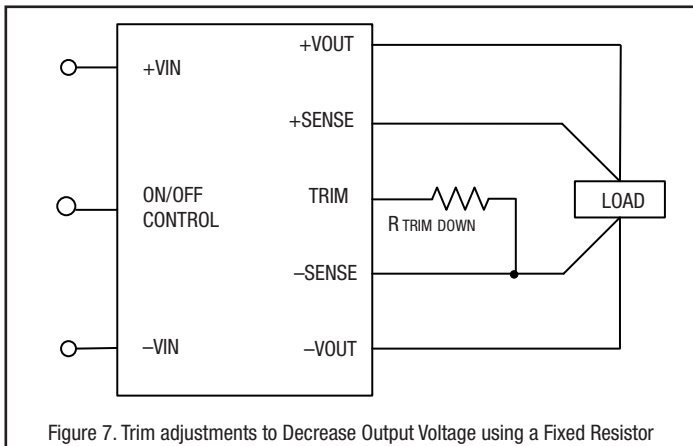 +VOUT
+VIN
+SENSE
ON/OFF
CONTROL
TRIM
R TRIM DOWN
LOAD
–SENSE
–VIN
–VOUT
Figure 7. Trim adjustments to Decrease Output Voltage using a Fixed Resistor